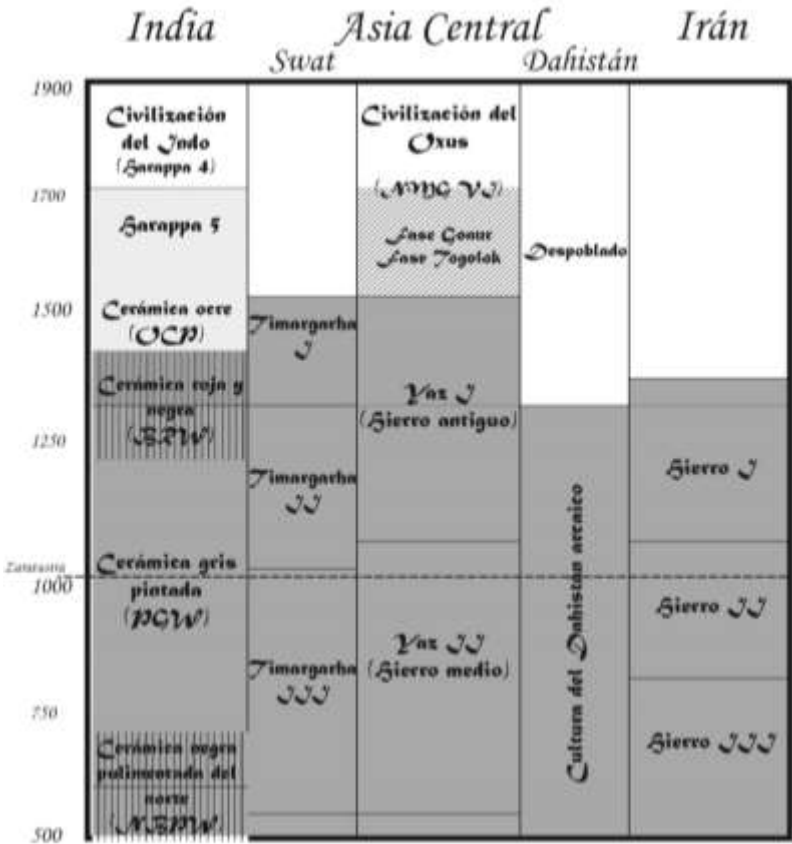 India
Asia Central
Irán
Swat
Dahistán
1900
1700
1500
1250
Zaratustra
1000
750
500
Civilización
del Indo
(Harappa 4)
Harappa 5
Cerámica ocre
(OCP)
Cerámica roja y
negra
(BRW)
Cerámica gris
pintada
(PGW)
Cerámica negra
pulimentada del
norte
(NBPW)
Timargarha
I
Timargarha
II
Timargarha
III
Civilización del
Oxus
(NMG VI)
Fase Gonur
Fase Togolok
Yaz I
(Hierro antiguo)
Yaz II
(Hierro medio)
Despoblado
Cultura del Dahistán arcaico
Hierro I
Hierro II
Hierro III